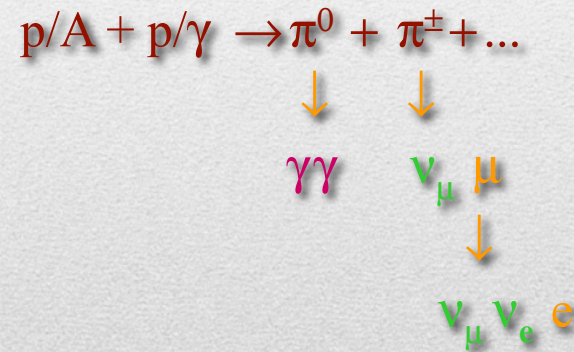 p/A + p/γ → π⁰ + π± + ...
↓ ↓
γγ ν_μ μ
↓
ν_μ ν_e e